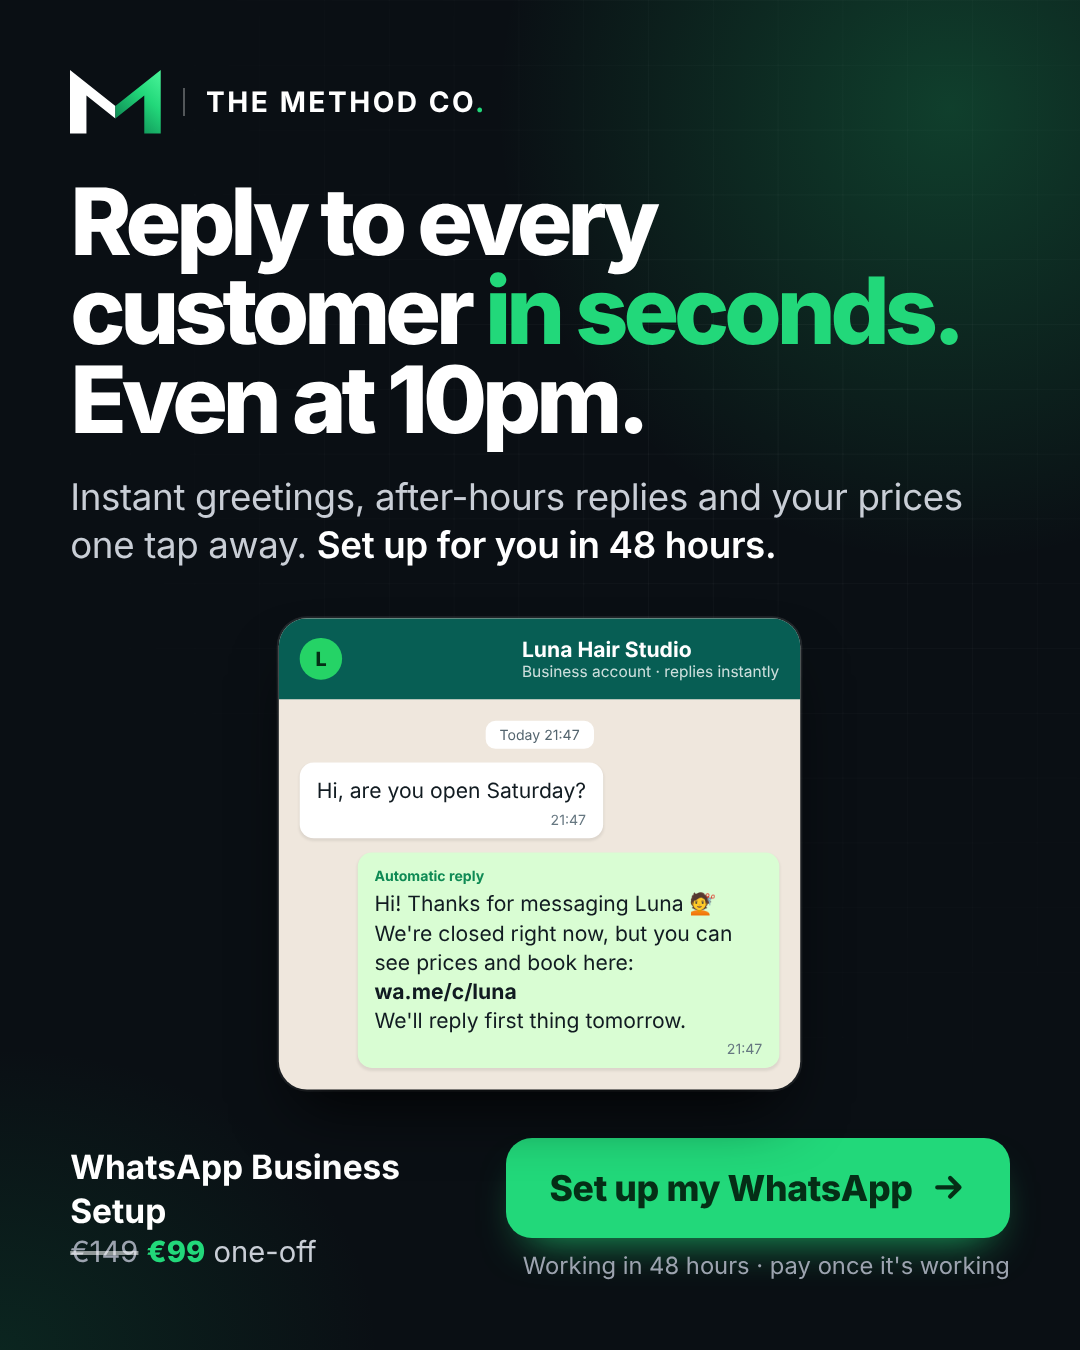 THE METHOD CO.
Reply to every
customer in seconds.
Even at 10pm.
Instant greetings, after-hours replies and your prices
one tap away. Set up for you in 48 hours.
L
Luna Hair Studio
Business account · replies instantly
Today 21:47
Hi, are you open Saturday?
21:47
Automatic reply
Hi! Thanks for messaging Luna 💇
We're closed right now, but you can
see prices and book here:
wa.me/c/luna
We'll reply first thing tomorrow.
21:47
WhatsApp Business
Setup
€149 €99 one-off
Set up my WhatsApp →
Working in 48 hours · pay once it's working